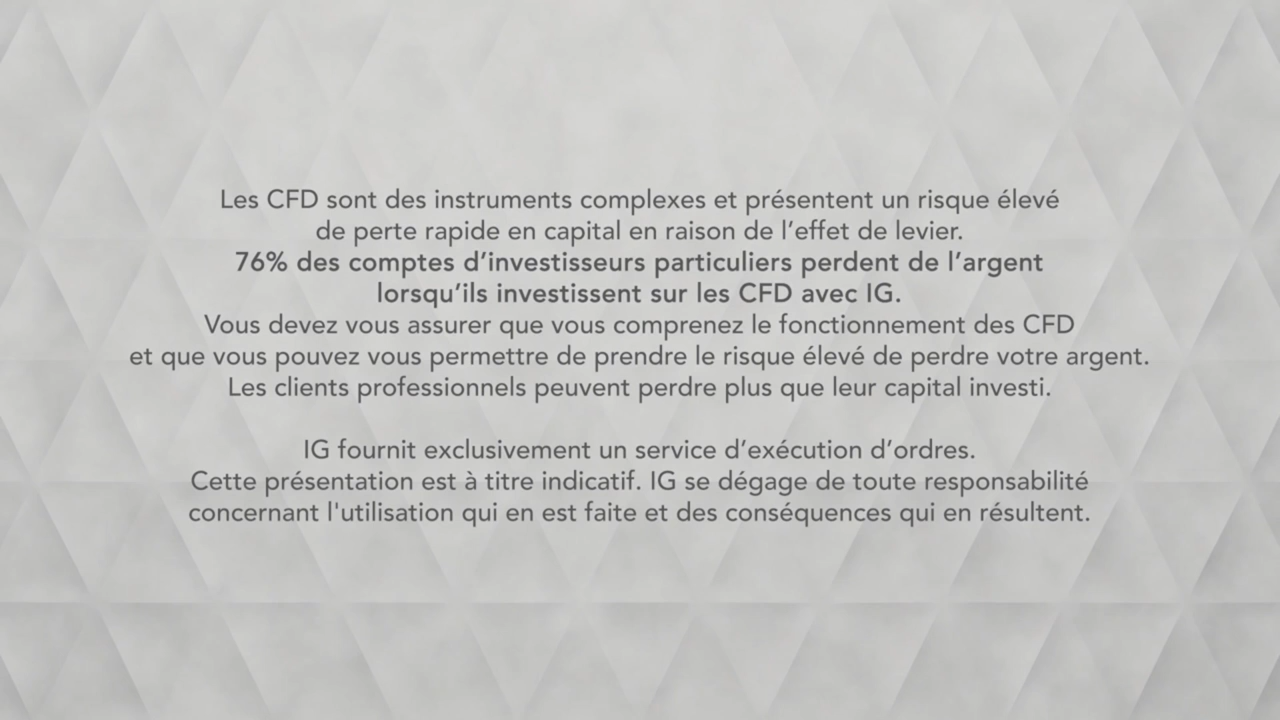 Les CFD sont des instruments complexes et présentent un risque élevé
de perte rapide en capital en raison de l’effet de levier.
76% des comptes d’investisseurs particuliers perdent de l’argent
lorsqu’ils investissent sur les CFD avec IG.
Vous devez vous assurer que vous comprenez le fonctionnement des CFD
et que vous pouvez vous permettre de prendre le risque élevé de perdre votre argent.
Les clients professionnels peuvent perdre plus que leur capital investi.
IG fournit exclusivement un service d’exécution d’ordres.
Cette présentation est à titre indicatif. IG se dégage de toute responsabilité
concernant l'utilisation qui en est faite et des conséquences qui en résultent.